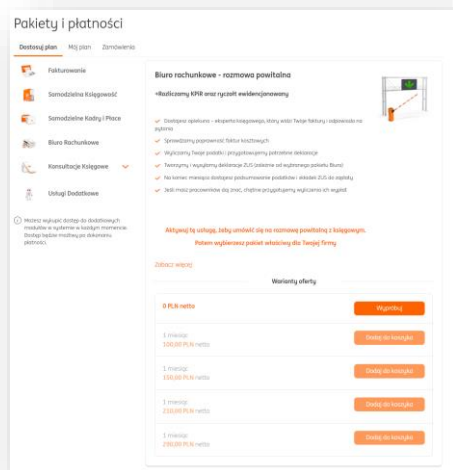 Pakiety i płatności
Dostosuj plan Mój plan Zamówienia
Fakturowanie
Samodzielna Księgowość
Samodzielne Kadry i Płace
Biuro Rachunkowe
Konsultacje Księgowe
Usługi Dodatkowe
Możesz wykupić dostęp do dodatkowych
modułów w systemie w każdym momencie.
Dostęp będzie możliwy po dokonaniu
płatności.
Biuro rachunkowe - rozmowa powitalna
+Rozliczamy KPiR oraz ryczałt ewidencjonowany
Dostajesz opiekuna - eksperta księgowego, który widzi Twoje faktury i odpowiada na
pytania
Sprawdzamy poprawność faktur kosztowych
Wyliczamy Twoje podatki i przygotowujemy potrzebne deklaracje
Tworzymy i wysyłamy deklaracje ZUS (zależnie od wybranego pakietu Biura)
Na koniec miesiąca dostajesz podsumowanie podatków i składek ZUS do zapłaty
Jeśli masz pracowników daj znać, chętnie przygotujemy wyliczenia ich wypłat
Aktywuj tę usługę, żeby umówić się na rozmowę powitalną z księgowym.
Potem wybierzesz pakiet właściwy dla Twojej firmy
Zobacz więcej
Warianty oferty
0 PLN netto Wypróbuj
1 miesiąc
100,00 PLN netto Dodaj do koszyka
1 miesiąc
150,00 PLN netto Dodaj do koszyka
1 miesiąc
210,00 PLN netto Dodaj do koszyka
1 miesiąc
PLN netto Dodaj do koszyka